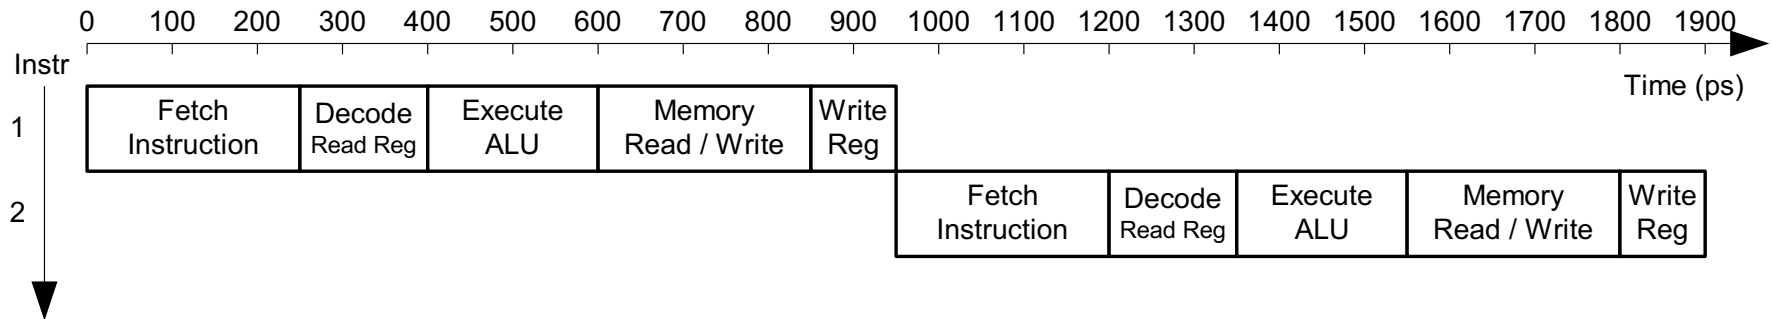 0 100 200 300 400 500 600 700 800 900 1000 1100 1200 1300 1400 1500 1600 1700 1800 1900
Instr
Time (ps)
1
Fetch
Instruction
Decode
Read Reg
Execute
ALU
Memory
Read / Write
Write
Reg
2
Fetch
Instruction
Decode
Read Reg
Execute
ALU
Memory
Read / Write
Write
Reg